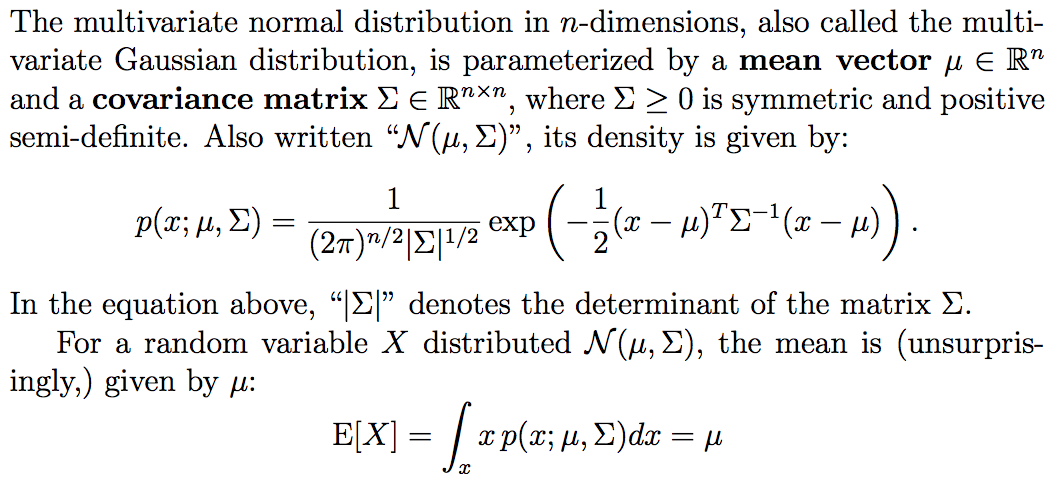 The multivariate normal distribution in n-dimensions, also called the multi-
variate Gaussian distribution, is parameterized by a mean vector μ ∈ ℝⁿ
and a covariance matrix Σ ∈ ℝⁿˣⁿ, where Σ ≥ 0 is symmetric and positive
semi-definite. Also written “𝒩(μ, Σ)”, its density is given by:
p(x; μ, Σ) = 1 / ((2π)^{n/2}|Σ|^{1/2}) exp(−1/2 (x − μ)^T Σ^{−1}(x − μ)).
In the equation above, “|Σ|” denotes the determinant of the matrix Σ.
For a random variable X distributed 𝒩(μ, Σ), the mean is (unsurpris-
ingly,) given by μ:
E[X] = ∫_x x p(x; μ, Σ)dx = μ